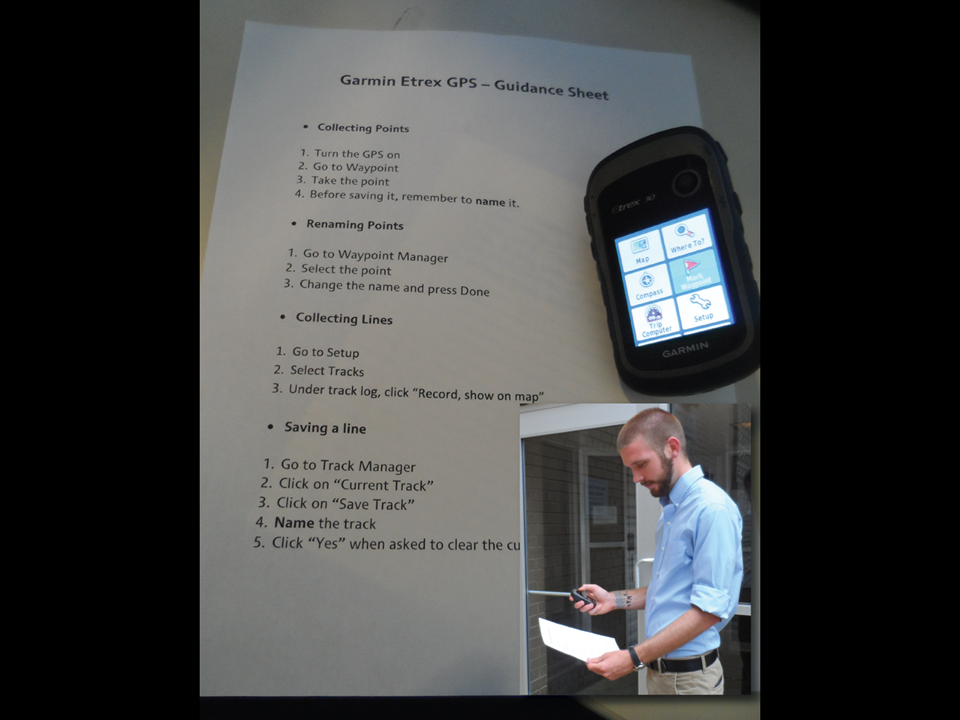 Garmin Etrex GPS – Guidance Sheet
• Collecting Points
1. Turn the GPS on
2. Go to Waypoint
3. Take the point
4. Before saving it, remember to name it.
• Renaming Points
1. Go to Waypoint Manager
2. Select the point
3. Change the name and press Done
• Collecting Lines
1. Go to Setup
2. Select Tracks
3. Under track log, click “Record, show on map”
• Saving a line
1. Go to Track Manager
2. Click on “Current Track”
3. Click on “Save Track”
4. Name the track
5. Click “Yes” when asked to clear the cu
etrex 30
Map
Where To?
Compass
Mark
Waypoint
Trip
Computer
Setup
GARMIN